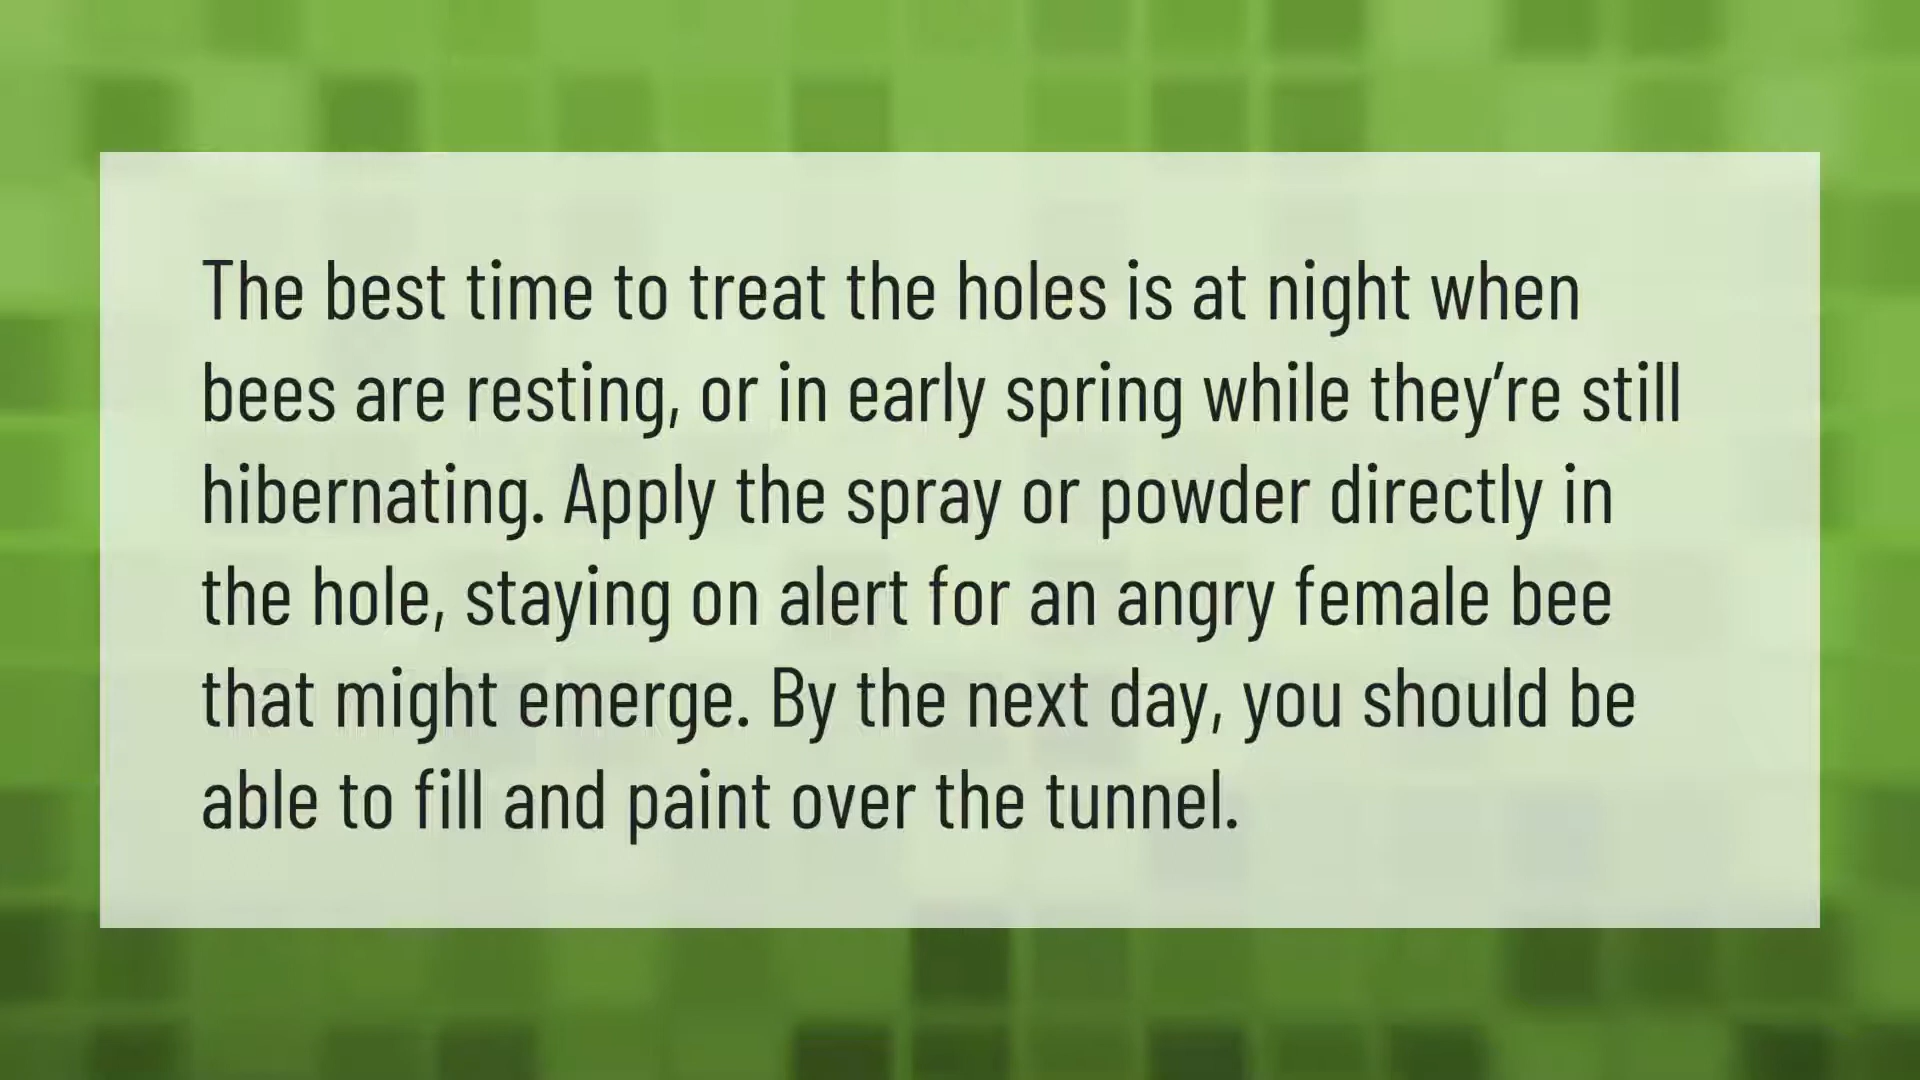 The best time to treat the holes is at night when
bees are resting, or in early spring while they’re still
hibernating. Apply the spray or powder directly in
the hole, staying on alert for an angry female bee
that might emerge. By the next day, you should be
able to fill and paint over the tunnel.